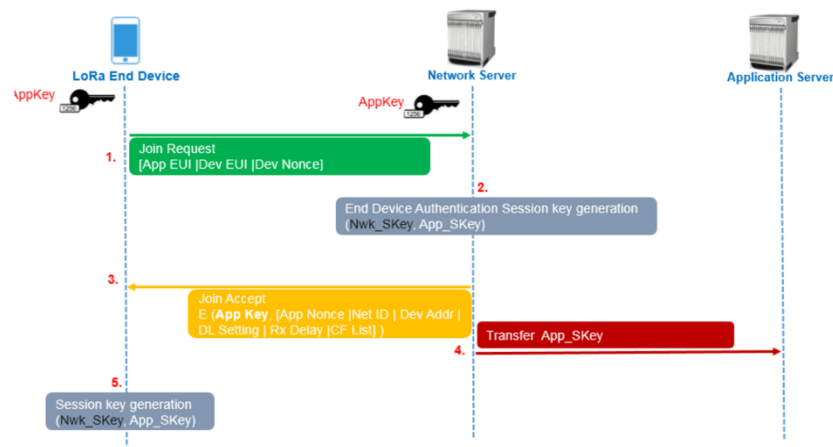 LoRa End Device
Network Server
Application Server
AppKey
AppKey
1.
Join Request
[App EUI |Dev EUI |Dev Nonce]
2.
End Device Authentication Session key generation
(Nwk_SKey, App_SKey)
3.
Join Accept
E (App Key, [App Nonce |Net ID | Dev Addr |
DL Setting | Rx Delay |CF List] )
Transfer App_SKey
4.
5.
Session key generation
(Nwk_SKey, App_SKey)